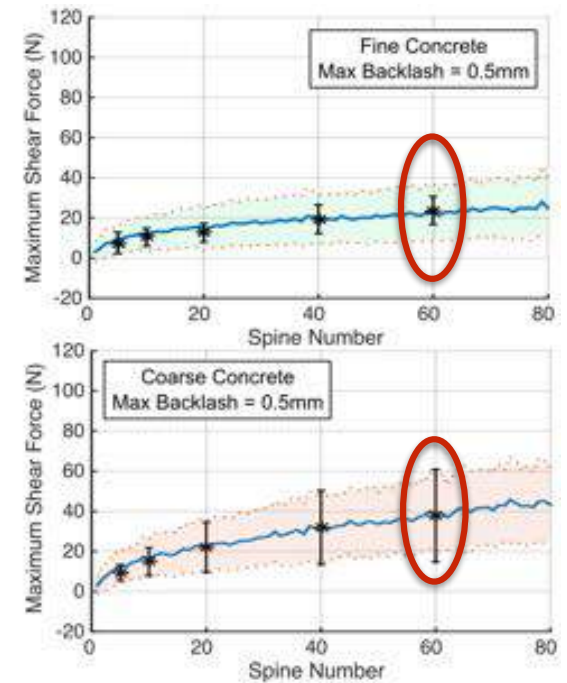 120
100
80
60
40
20
0
-20
Maximum Shear Force (N)
Fine Concrete
Max Backlash = 0.5mm
0 20 40 60 80
Spine Number
120
100
80
60
40
20
0
-20
Maximum Shear Force (N)
Coarse Concrete
Max Backlash = 0.5mm
0 20 40 60 80
Spine Number